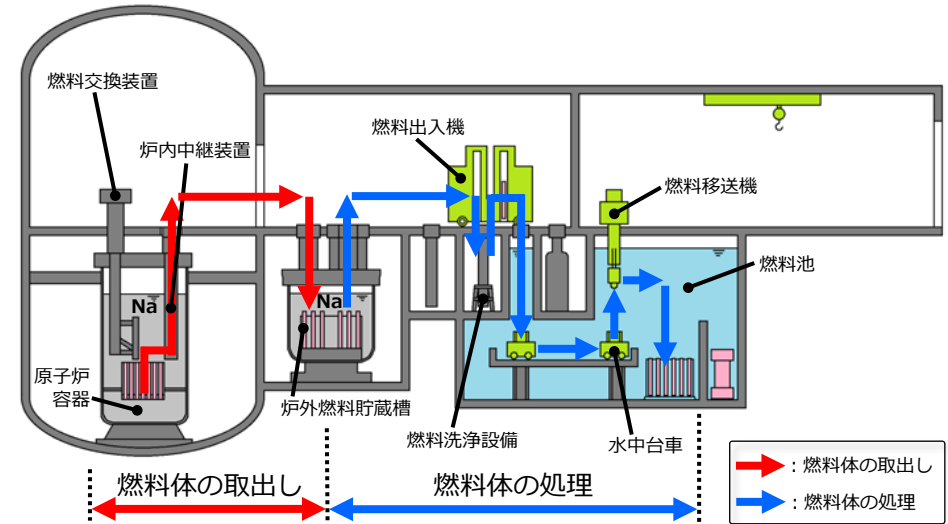 燃料交換装置
炉内中継装置
燃料出入機
燃料移送機
燃料池
Na
Na
原子炉
容器
炉外燃料貯蔵槽
燃料洗浄設備
水中台車
燃料体の取出し
燃料体の処理
：燃料体の取出し
：燃料体の処理